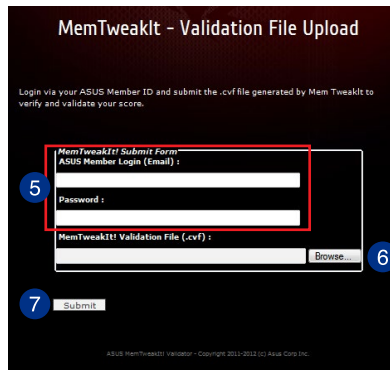 MemTweakIt - Validation File Upload
Login via your ASUS Member ID and submit the .cvf file generated by Mem TweakIt to
verify and validate your score.
MemTweakIt! Submit Form
ASUS Member Login (Email) :
5
Password :
MemTweakIt! Validation File (.cvf) :
Browse...
6
7
Submit
ASUS MemTweakIt! Validator - Copyright 2011-2012 (c) Asus Corp Inc.